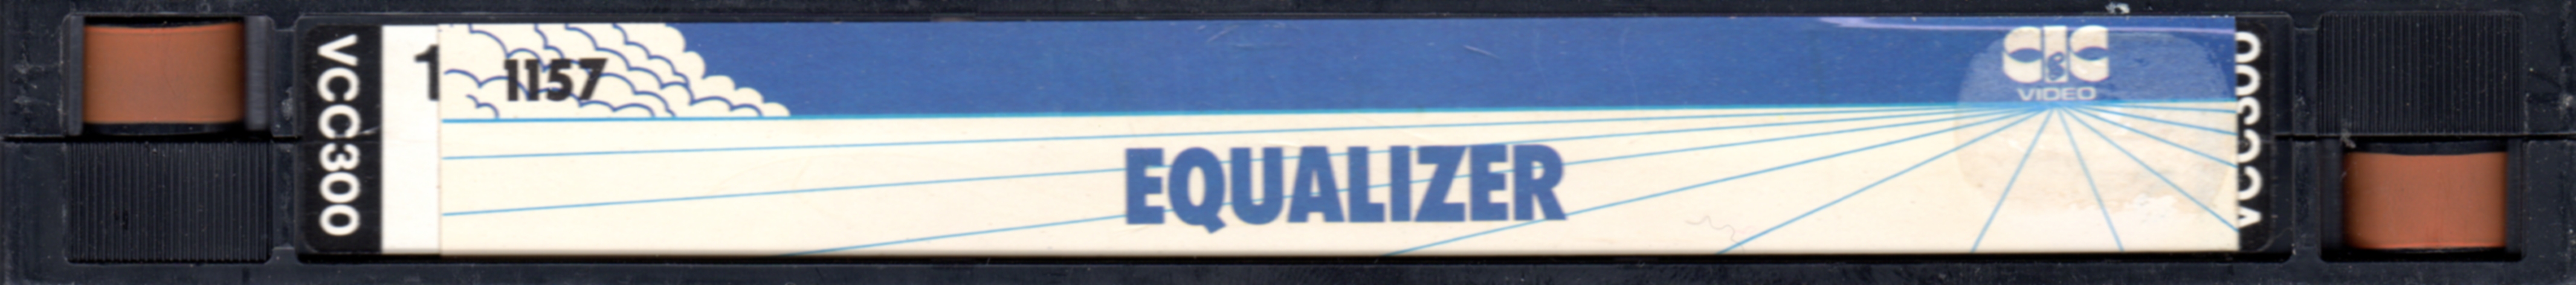 VCC300
1
1157
CIC
VIDEO
EQUALIZER
VCC300